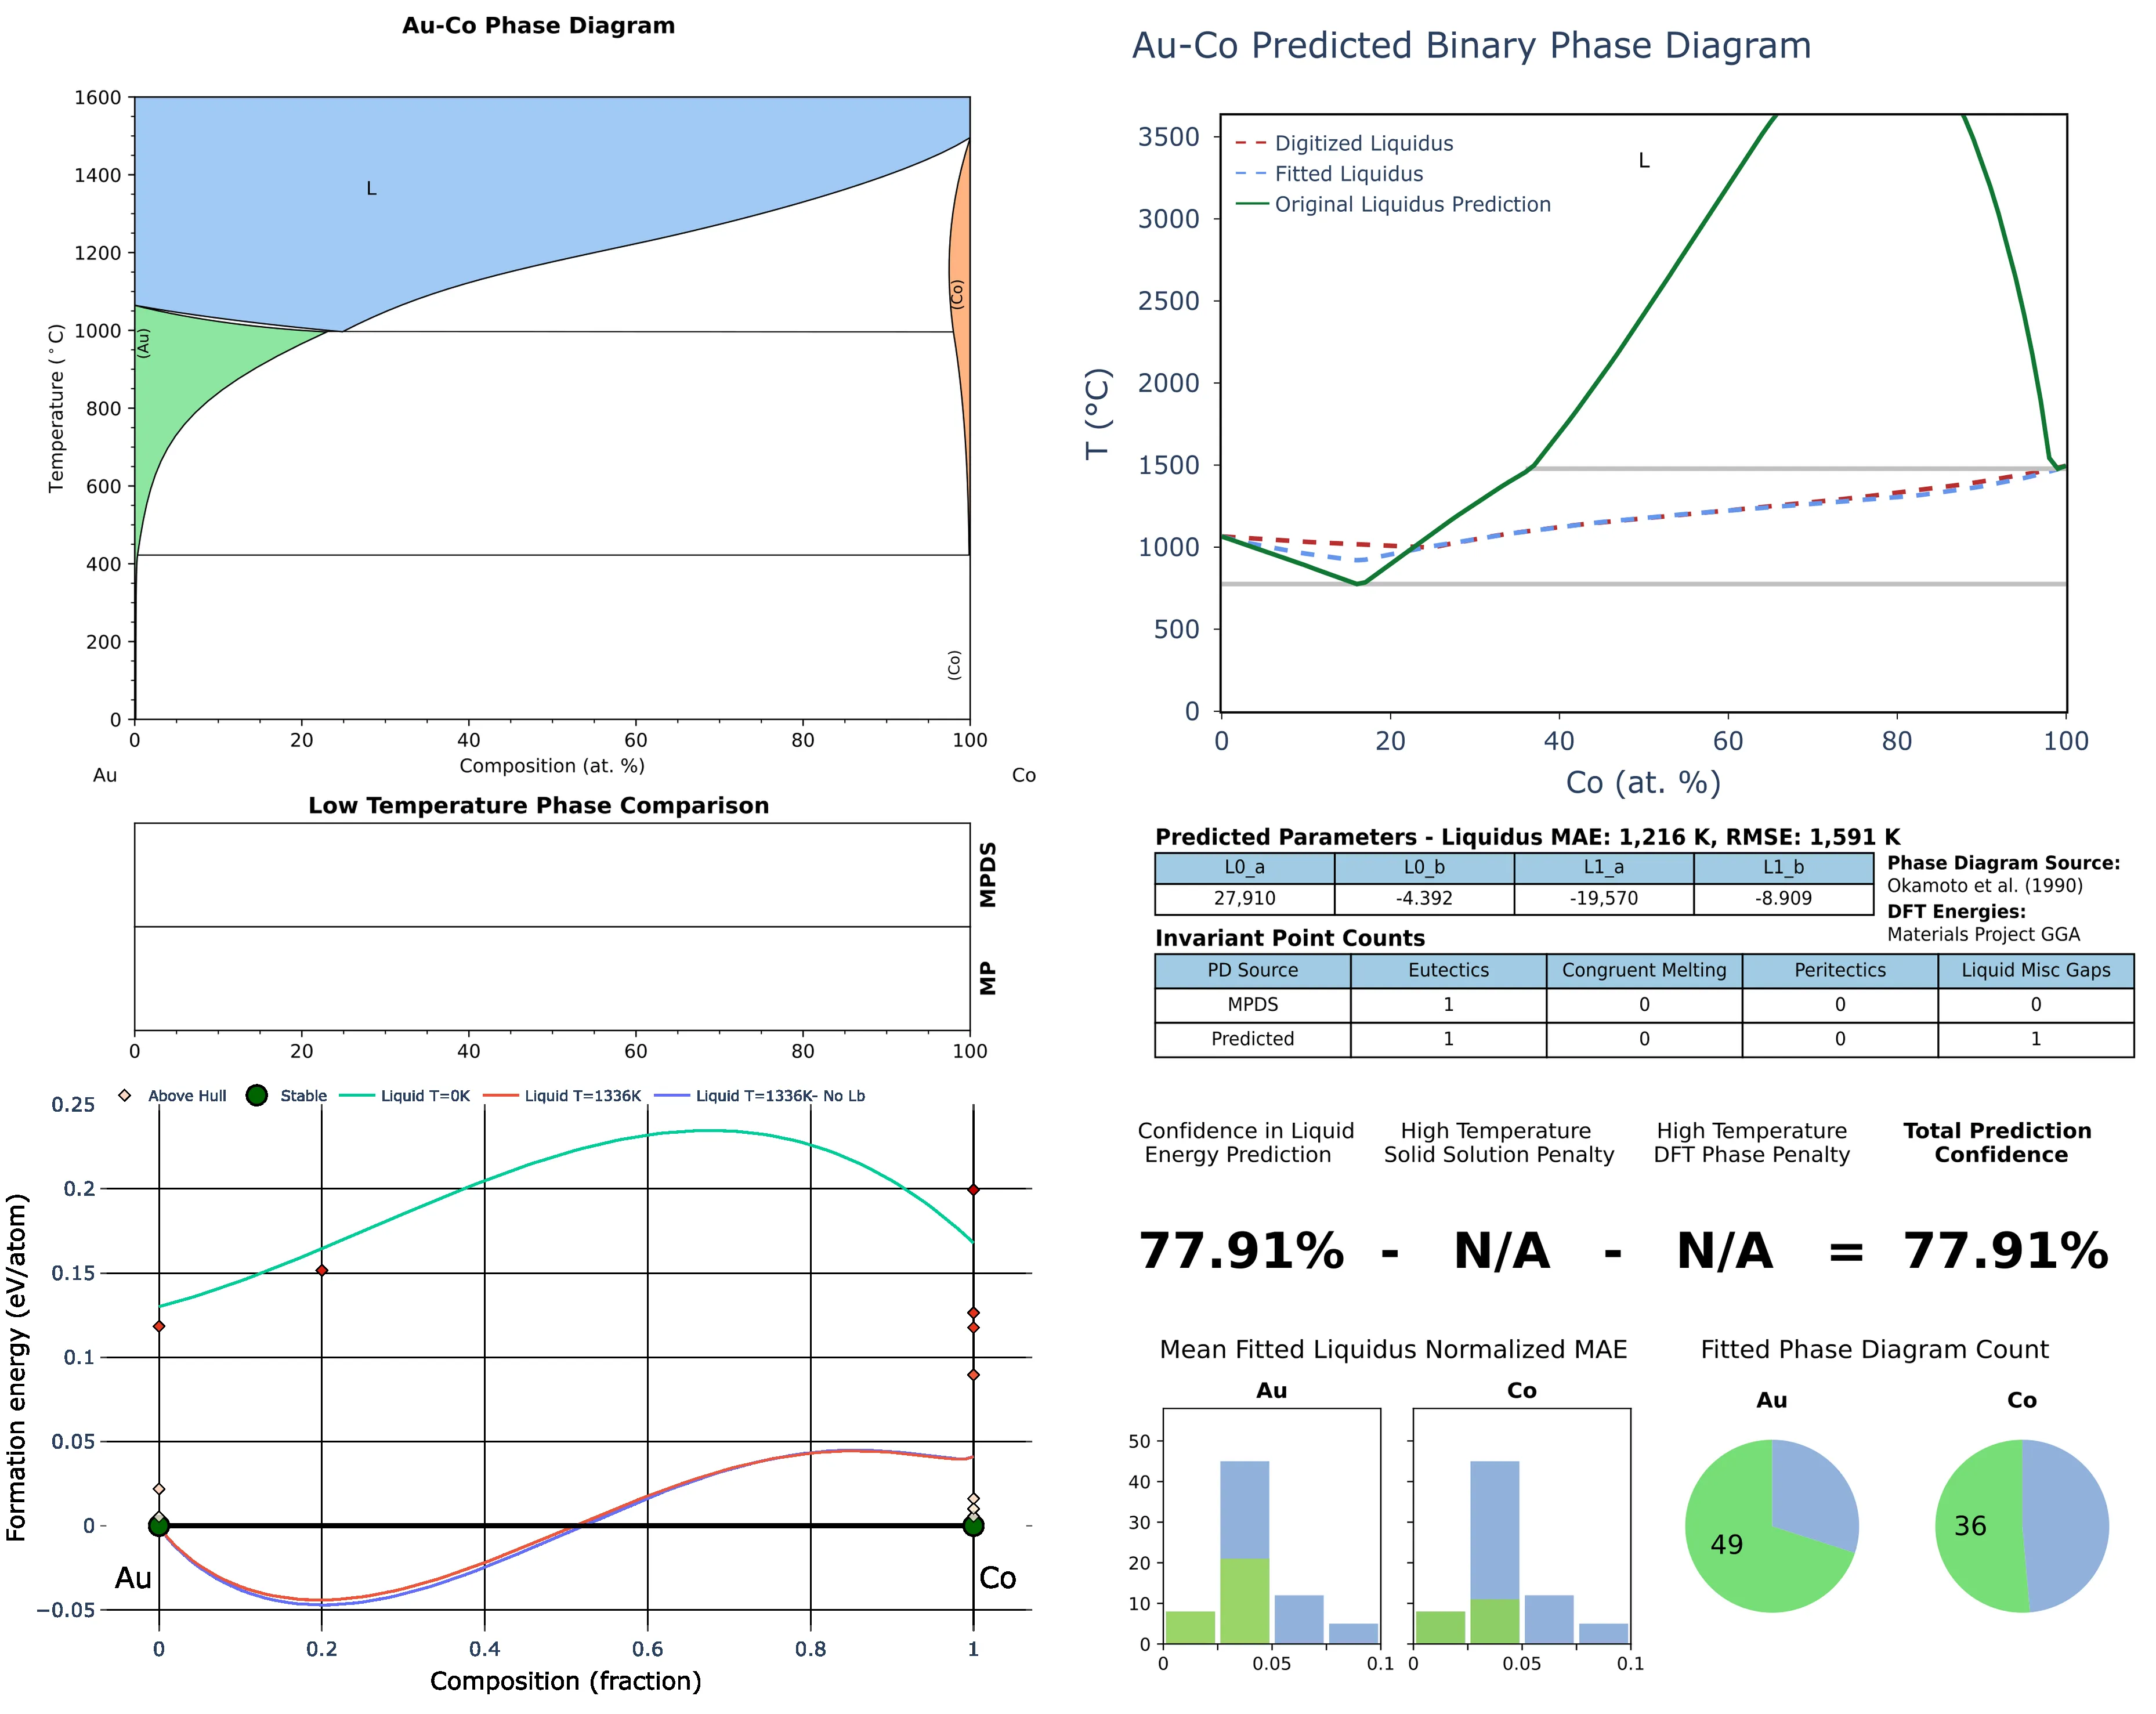 Au-Co Phase Diagram
1600
1400
1200
1000
800
600
400
200
0
Temperature (°C)
L
(Au)
(Co)
(Co)
0 20 40 60 80 100
Composition (at. %)
Au Co
Low Temperature Phase Comparison
MPDS
MP
0 20 40 60 80 100
Above Hull Stable Liquid T=0K Liquid T=1336K Liquid T=1336K- No Lb
0.25
0.2
0.15
0.1
0.05
0
−0.05
Formation energy (eV/atom)
Au Co
0 0.2 0.4 0.6 0.8 1
Composition (fraction)
Au-Co Predicted Binary Phase Diagram
Digitized Liquidus
Fitted Liquidus
Original Liquidus Prediction
L
3500
3000
2500
2000
1500
1000
500
0
T (°C)
0 20 40 60 80 100
Co (at. %)
Predicted Parameters - Liquidus MAE: 1,216 K, RMSE: 1,591 K
L0_a L0_b L1_a L1_b
27,910 -4.392 -19,570 -8.909
Phase Diagram Source:
Okamoto et al. (1990)
DFT Energies:
Materials Project GGA
Invariant Point Counts
PD Source Eutectics Congruent Melting Peritectics Liquid Misc Gaps
MPDS 1 0 0 0
Predicted 1 0 0 1
Confidence in Liquid
Energy Prediction
High Temperature
Solid Solution Penalty
High Temperature
DFT Phase Penalty
Total Prediction
Confidence
77.91% - N/A - N/A = 77.91%
Mean Fitted Liquidus Normalized MAE
Au Co
50
40
30
20
10
0
0 0.05 0.1 0 0.05 0.1
Fitted Phase Diagram Count
Au Co
49 36